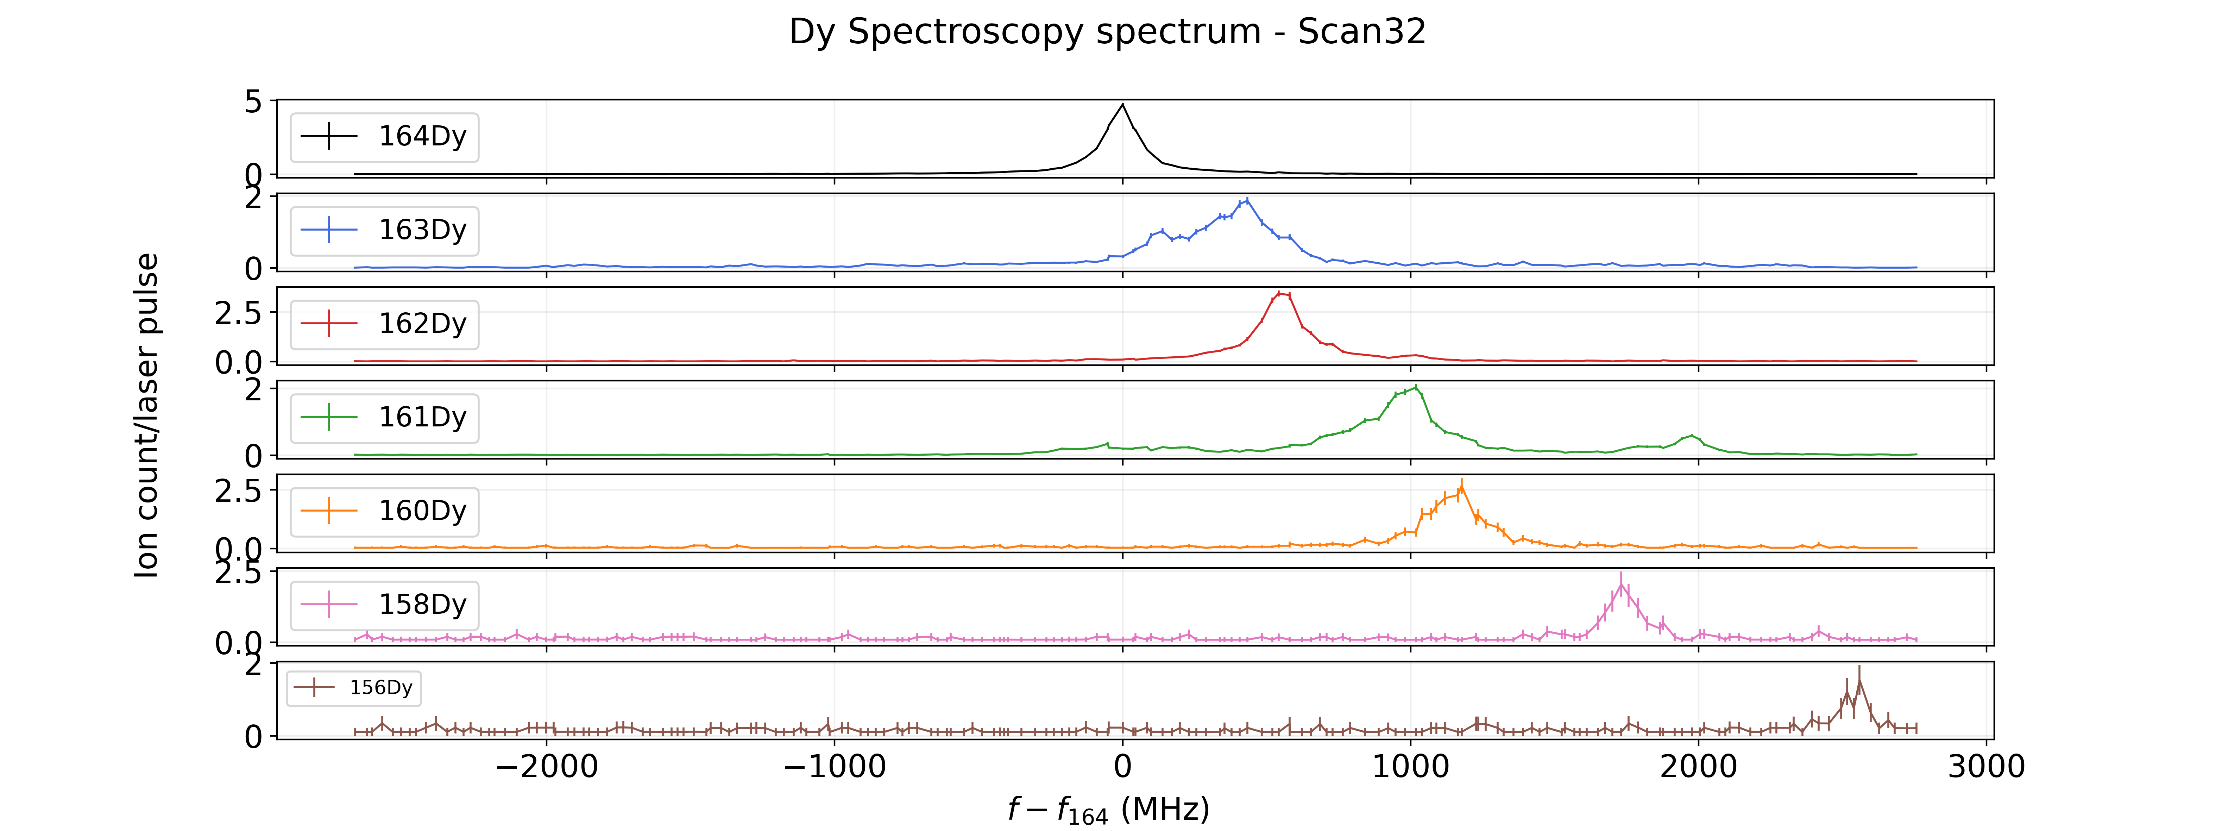 Dy Spectroscopy spectrum - Scan32
Ion count/laser pulse
5
0
164Dy
2
0
163Dy
2.5
0.0
162Dy
2
0
161Dy
2.5
0.0
160Dy
2.5
0.0
158Dy
2
0
156Dy
−2000 −1000 0 1000 2000 3000
f − f164 (MHz)